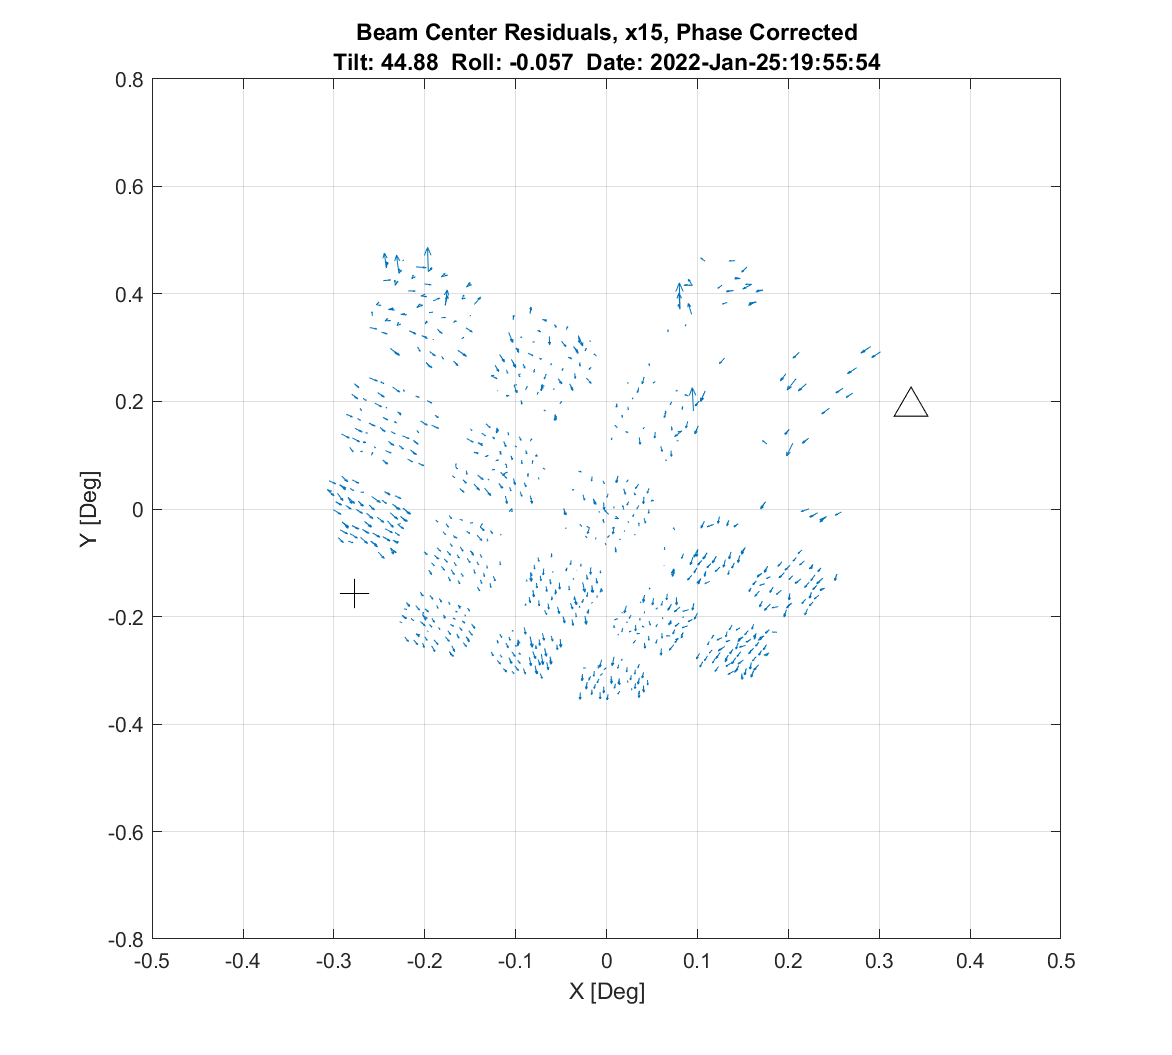 Beam Center Residuals, x15, Phase Corrected
Tilt: 44.88 Roll: -0.057 Date: 2022-Jan-25:19:55:54
0.8
0.6
0.4
0.2
0
-0.2
-0.4
-0.6
-0.8
Y [Deg]
-0.5 -0.4 -0.3 -0.2 -0.1 0 0.1 0.2 0.3 0.4 0.5
X [Deg]